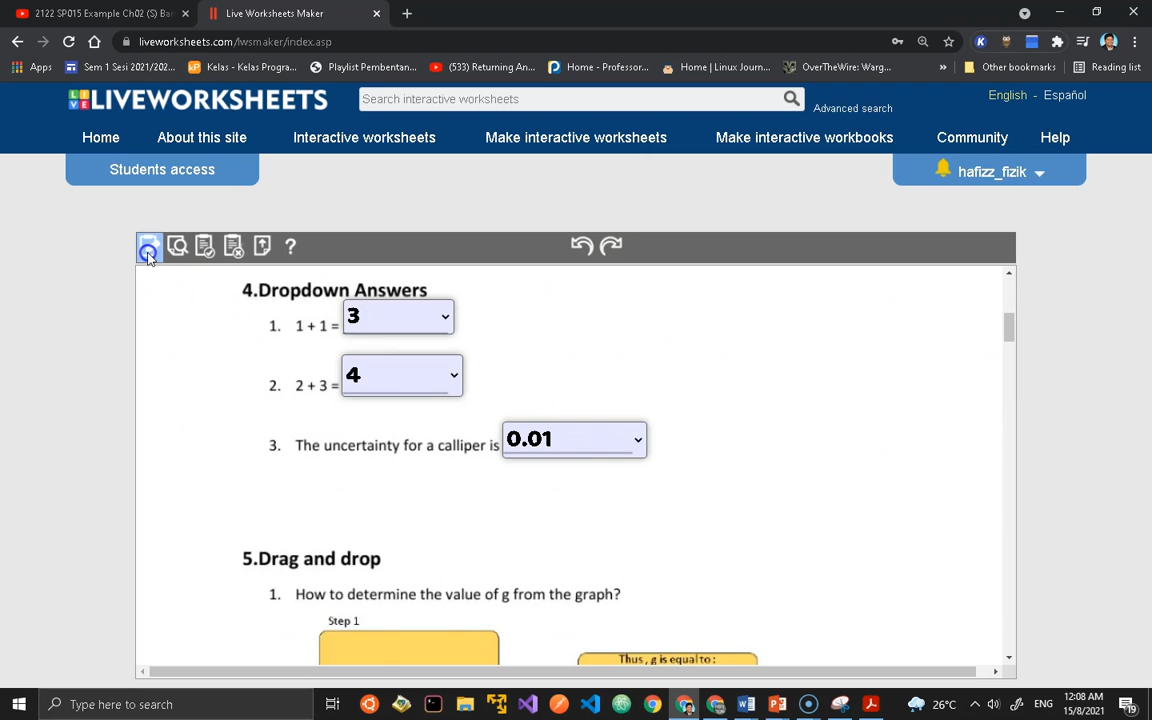 2122 SP015 Example Ch02 (S) Ba
Live Worksheets Maker
liveworksheets.com/lwsmaker/index.asp
Apps
Sem 1 Sesi 2021/202...
Kelas - Kelas Progra...
Playlist Pembentan...
(533) Returning An...
Home - Professor...
Home | Linux Journ...
OverTheWire: Warg...
»
Other bookmarks
Reading list
LIVEWORKSHEETS
Search interactive worksheets
Advanced search
English - Español
Home
About this site
Interactive worksheets
Make interactive worksheets
Make interactive workbooks
Community
Help
Students access
hafizz_fizik
?
4.Dropdown Answers
1. 1 + 1 = 3
2. 2 + 3 = 4
3. The uncertainty for a calliper is 0.01
5.Drag and drop
1. How to determine the value of g from the graph?
Step 1
Thus, g is equal to:
Type here to search
26°C
ENG
12:08 AM
15/8/2021
19